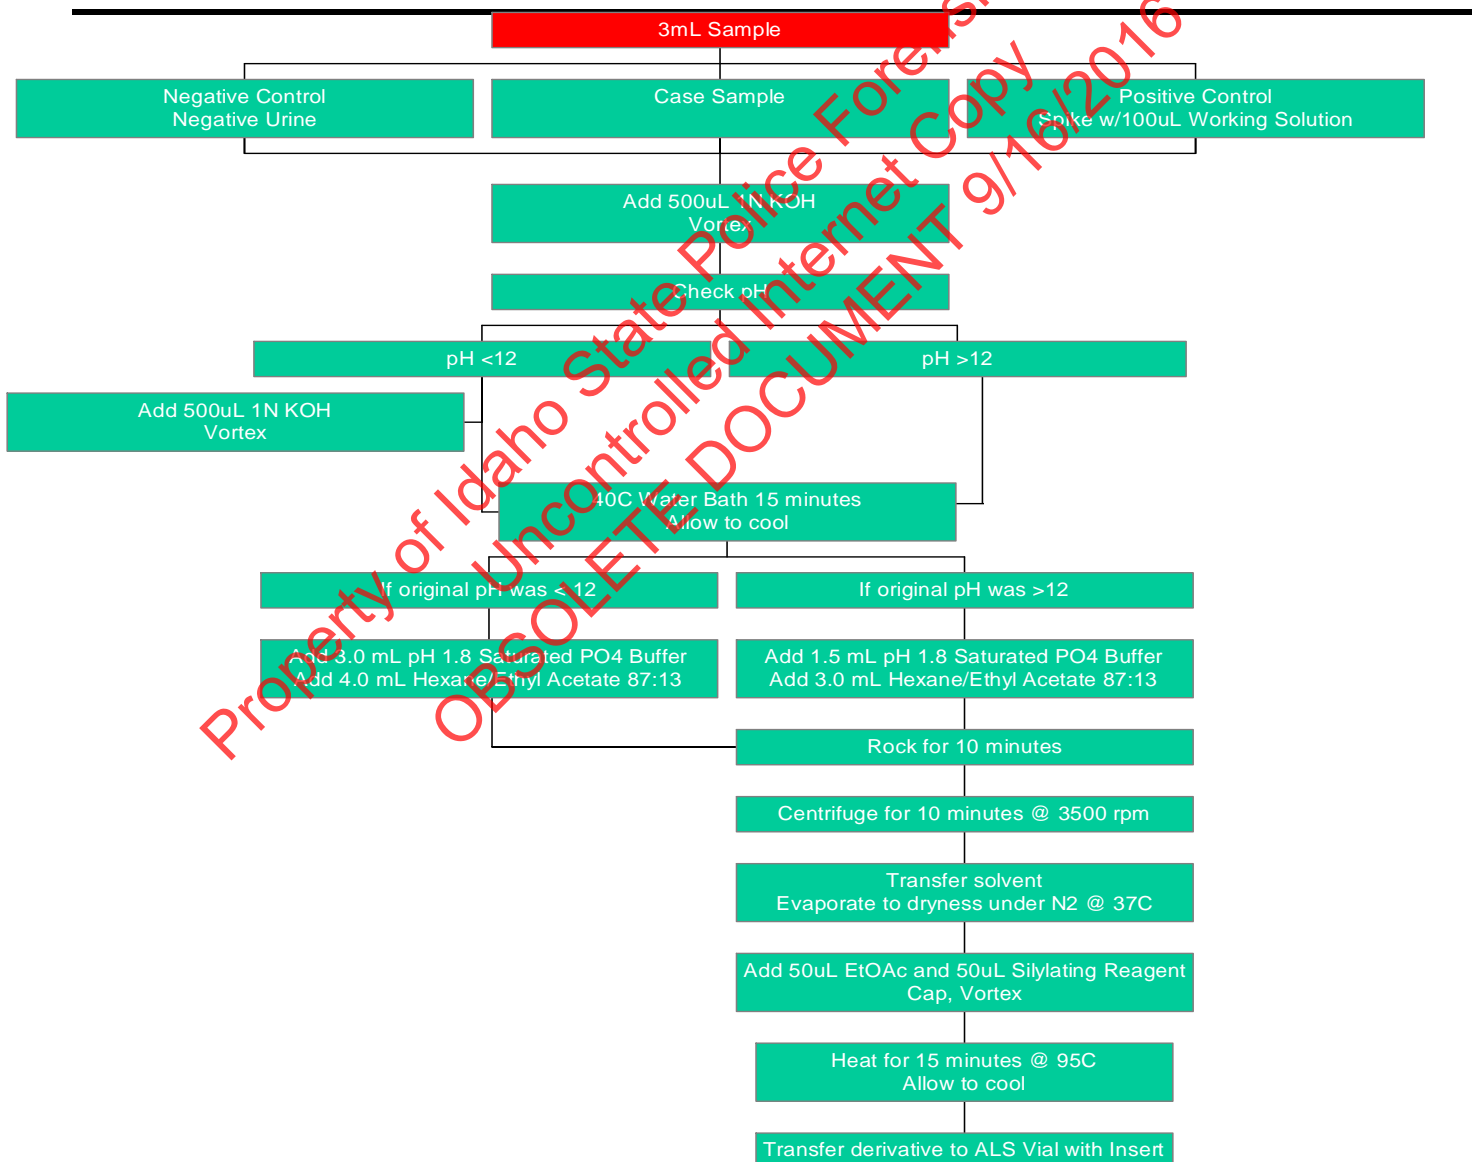 3mL Sample
Negative Control
Negative Urine
Case Sample
Positive Control
Spike w/100uL Working Solution
Add 500uL 1N KOH
Vortex
Check pH
pH <12
pH >12
Add 500uL 1N KOH
Vortex
40C Water Bath 15 minutes
Allow to cool
If original pH was < 12
If original pH was >12
Add 3.0 mL pH 1.8 Saturated PO4 Buffer
Add 4.0 mL Hexane/Ethyl Acetate 87:13
Add 1.5 mL pH 1.8 Saturated PO4 Buffer
Add 3.0 mL Hexane/Ethyl Acetate 87:13
Rock for 10 minutes
Centrifuge for 10 minutes @ 3500 rpm
Transfer solvent
Evaporate to dryness under N2 @ 37C
Add 50uL EtOAc and 50uL Silylating Reagent
Cap, Vortex
Heat for 15 minutes @ 95C
Allow to cool
Transfer derivative to ALS Vial with Insert
Property of Idaho State Police
Uncontrolled Internet Copy
OBSOLETE DOCUMENT 9/16/2016